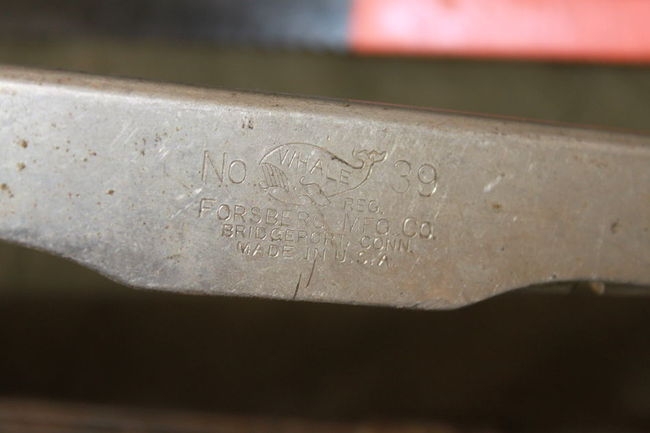 No. WHALE 39
REG.
FORSBERG MFG. CO.
BRIDGEPORT, CONN.
MADE IN U.S.A.